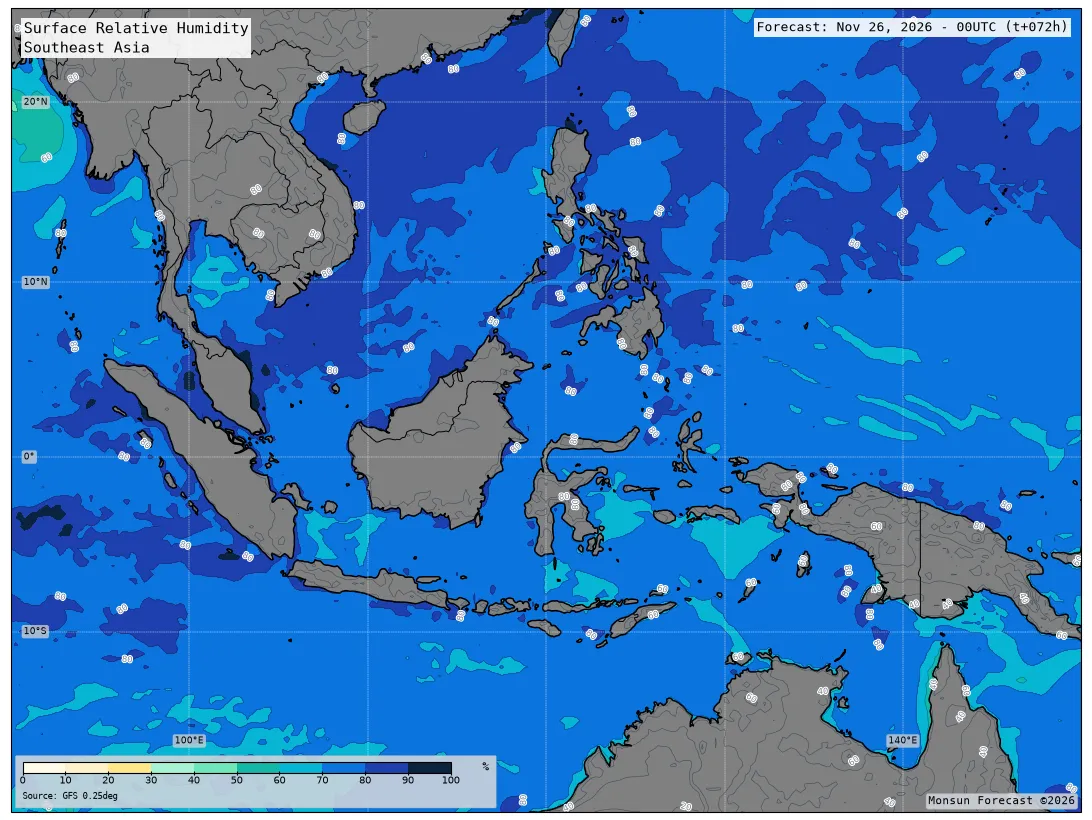 Surface Relative Humidity
Southeast Asia
Forecast: Nov 26, 2026 - 00UTC (t+072h)
20°N
10°N
0°
10°S
100°E
140°E
0 10 20 30 40 50 60 70 80 90 100 %
Source: GFS 0.25deg
Monsun Forecast ©2026